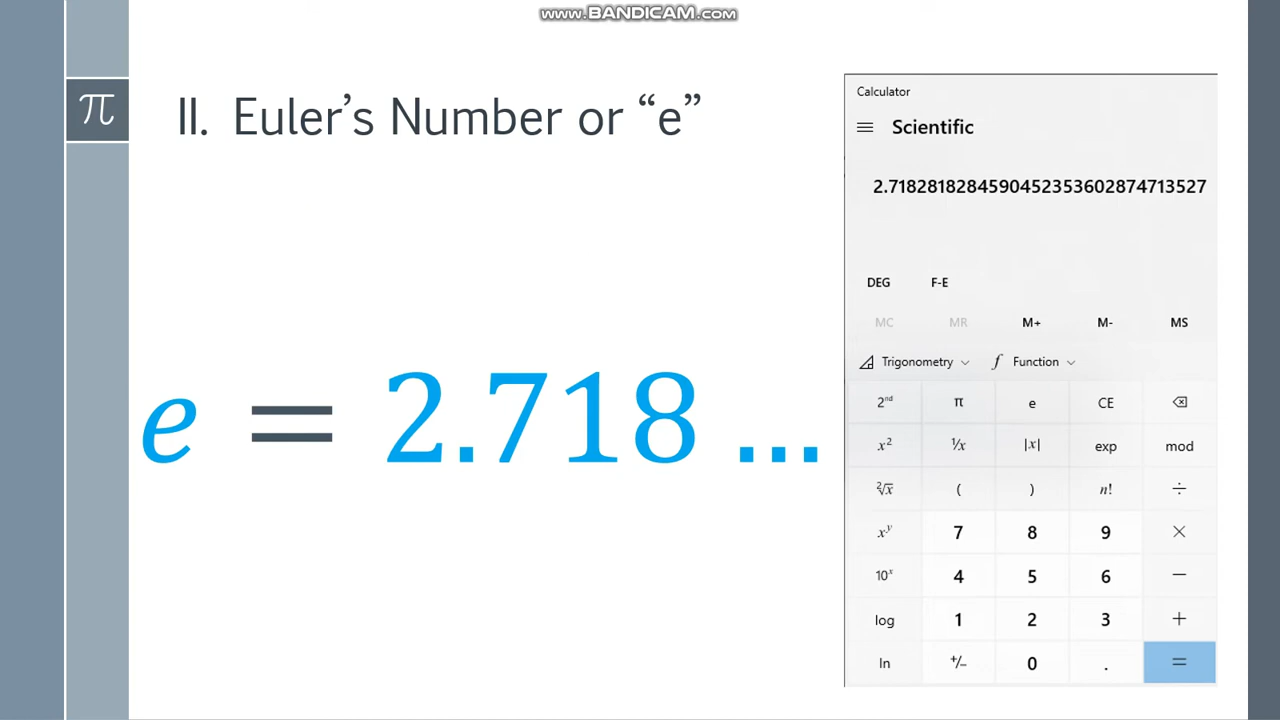 www.BANDICAM.com
π
II. Euler’s Number or “e”
e = 2.718 ...
Calculator
Scientific
2.7182818284590452353602874713527
DEG F-E
MC MR M+ M- MS
Trigonometry f Function
2nd π e CE
x² ¹/x |x| exp mod
²√x ( ) n! ÷
xʸ 7 8 9 ×
10ˣ 4 5 6 −
log 1 2 3 +
ln +/− 0 . =